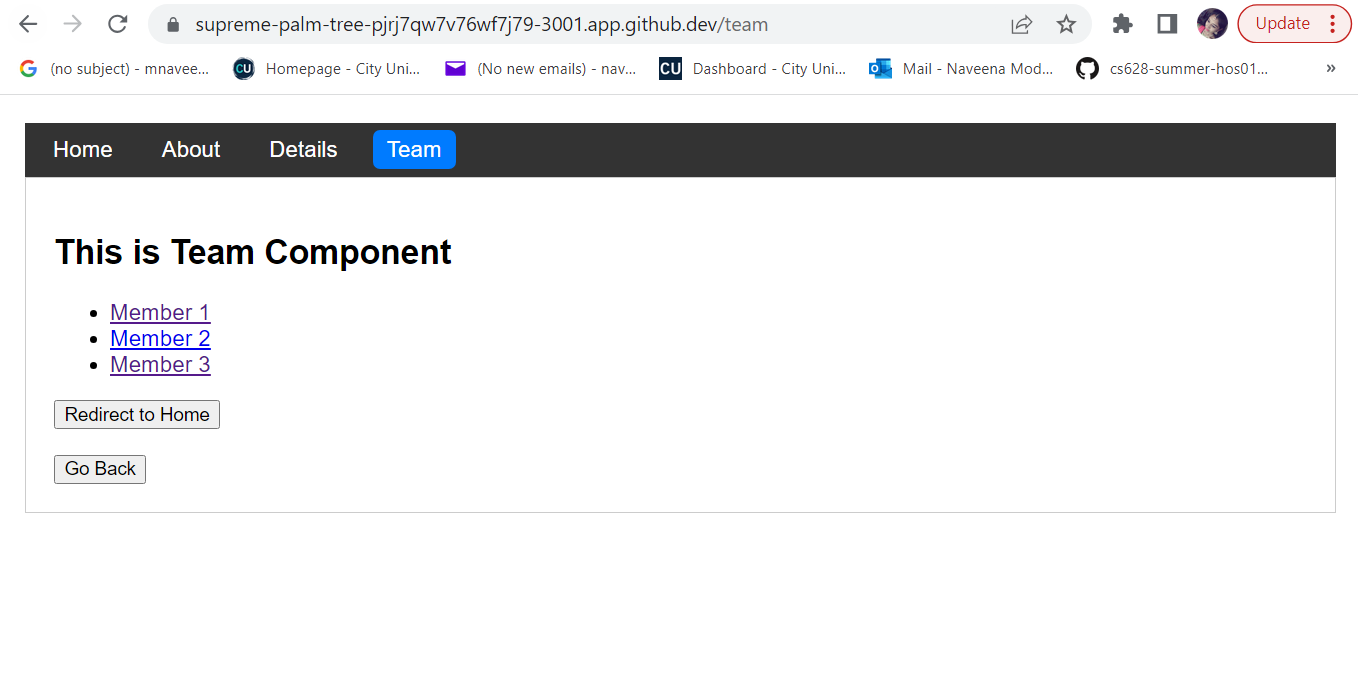 supreme-palm-tree-pjrj7qw7v76wf7j79-3001.app.github.dev/team Update
(no subject) - mnavee... CU Homepage - City Uni... (No new emails) - nav... CU Dashboard - City Uni... Mail - Naveena Mod... cs628-summer-hos01... »
Home About Details Team
This is Team Component
Member 1
Member 2
Member 3
Redirect to Home
Go Back